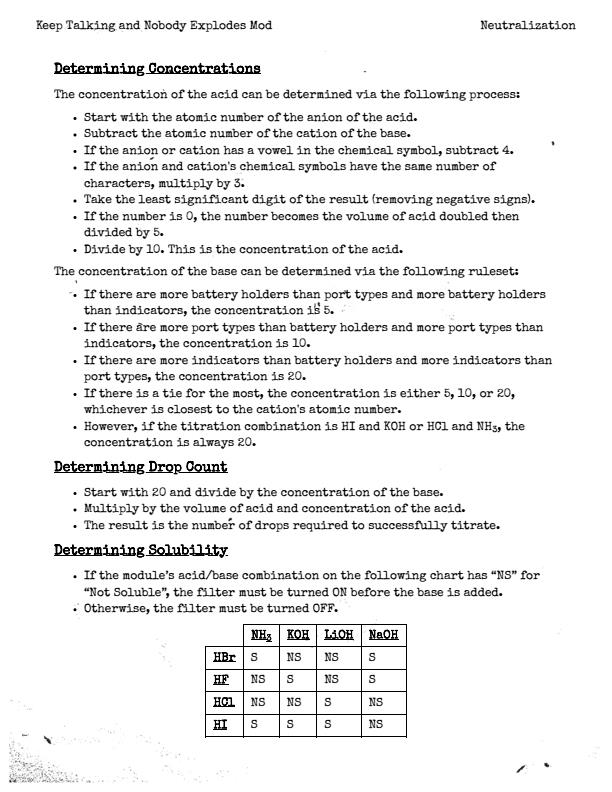 Keep Talking and Nobody Explodes Mod Neutralization
Determining Concentrations
The concentration of the acid can be determined via the following process:
• Start with the atomic number of the anion of the acid.
• Subtract the atomic number of the cation of the base.
• If the anion or cation has a vowel in the chemical symbol, subtract 4.
• If the anion and cation's chemical symbols have the same number of
characters, multiply by 3.
• Take the least significant digit of the result (removing negative signs).
• If the number is 0, the number becomes the volume of acid doubled then
divided by 5.
• Divide by 10. This is the concentration of the acid.
The concentration of the base can be determined via the following ruleset:
• If there are more battery holders than port types and more battery holders
than indicators, the concentration is 5.
• If there are more port types than battery holders and more port types than
indicators, the concentration is 10.
• If there are more indicators than battery holders and more indicators than
port types, the concentration is 20.
• If there is a tie for the most, the concentration is either 5, 10, or 20,
whichever is closest to the cation's atomic number.
• However, if the titration combination is HI and KOH or HCl and NH₃, the
concentration is always 20.
Determining Drop Count
• Start with 20 and divide by the concentration of the base.
• Multiply by the volume of acid and concentration of the acid.
• The result is the number of drops required to successfully titrate.
Determining Solubility
• If the module's acid/base combination on the following chart has “NS” for
“Not Soluble”, the filter must be turned ON before the base is added.
• Otherwise, the filter must be turned OFF.
NH₃ KOH LiOH NaOH
HBr S NS NS S
HF NS S NS S
HCl NS NS S NS
HI S S S NS